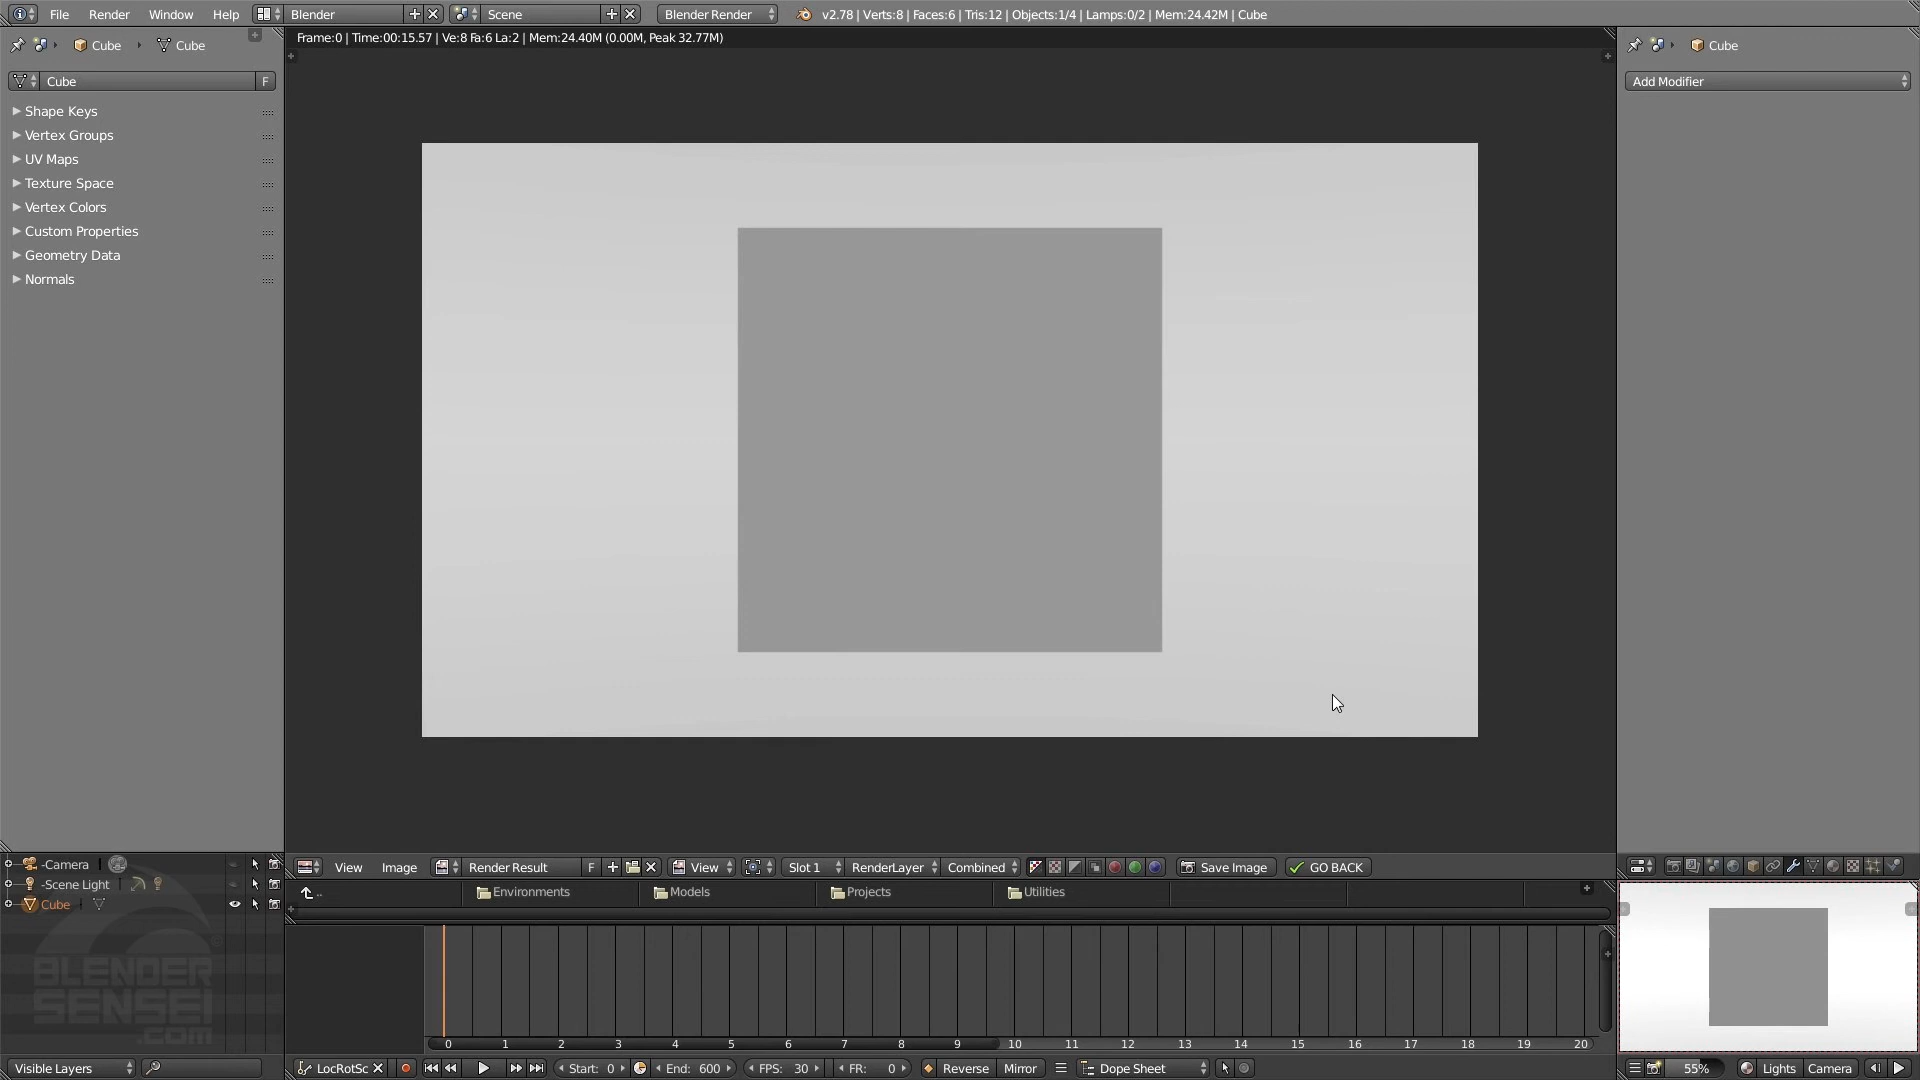 File Render Window Help Blender Scene Blender Render v2.78 | Verts:8 | Faces:6 | Tris:12 | Objects:1/4 | Lamps:0/2 | Mem:24.42M | Cube
Frame:0 | Time:00:15.57 | Ve:8 Fa:6 La:2 | Mem:24.40M (0.00M, Peak 32.77M)
Cube Cube
Cube
Cube F
Add Modifier
Shape Keys
Vertex Groups
UV Maps
Texture Space
Vertex Colors
Custom Properties
Geometry Data
Normals
-Camera
-Scene Light
Cube
BLENDER
SENSEI
.COM
View Image Render Result F View Slot 1 RenderLayer Combined Save Image GO BACK
.. Environments Models Projects Utilities
0 1 2 3 4 5 6 7 8 9 10 11 12 13 14 15 16 17 18 19 20
Visible Layers
LocRotSc Start: 0 End: 600 FPS: 30 FR: 0 Reverse Mirror Dope Sheet
55% Lights Camera